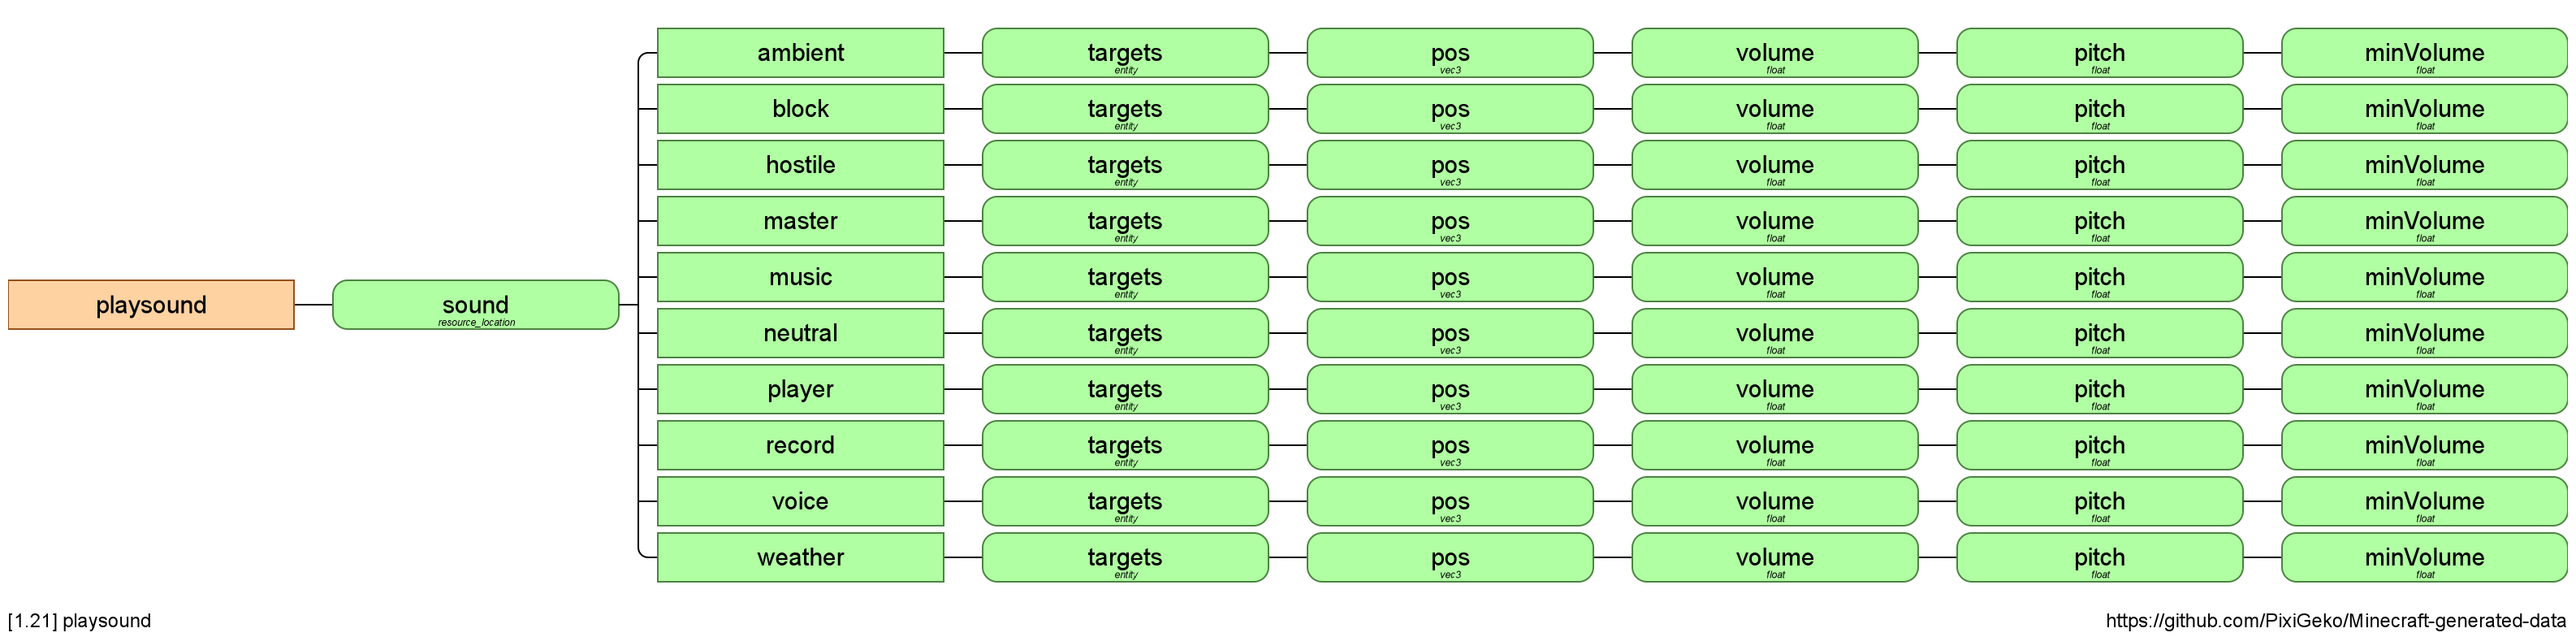 ambient targets pos volume pitch minVolume
entity vec3 float float float
block targets pos volume pitch minVolume
entity vec3 float float float
hostile targets pos volume pitch minVolume
entity vec3 float float float
master targets pos volume pitch minVolume
entity vec3 float float float
music targets pos volume pitch minVolume
entity vec3 float float float
playsound sound
resource_location
neutral targets pos volume pitch minVolume
entity vec3 float float float
player targets pos volume pitch minVolume
entity vec3 float float float
record targets pos volume pitch minVolume
entity vec3 float float float
voice targets pos volume pitch minVolume
entity vec3 float float float
weather targets pos volume pitch minVolume
entity vec3 float float float
[1.21] playsound https://github.com/PixiGeko/Minecraft-generated-data